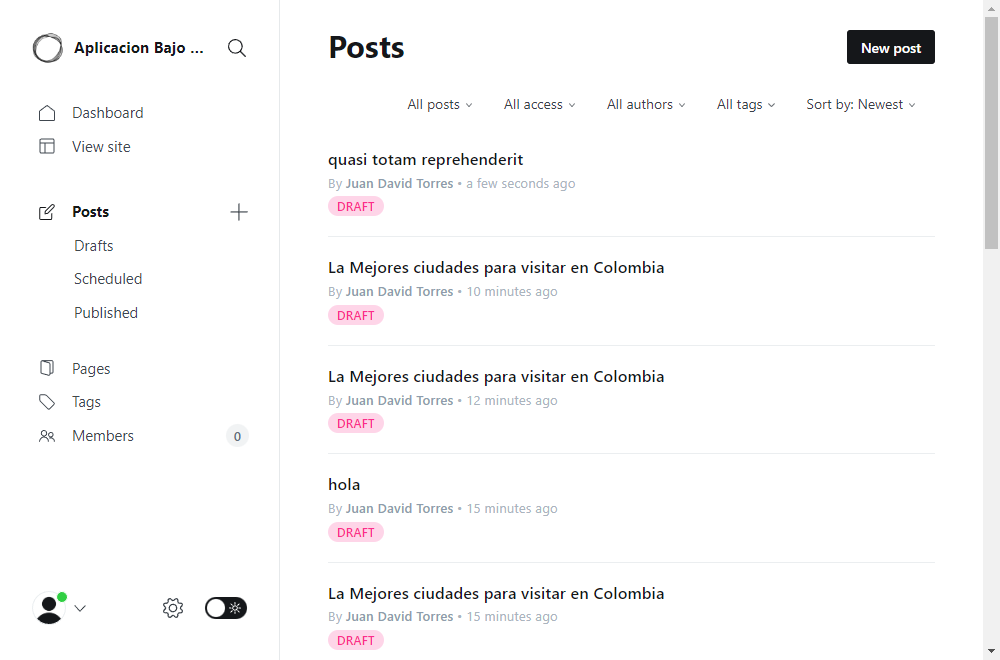 Aplicacion Bajo ...
Dashboard
View site
Posts
Drafts
Scheduled
Published
Pages
Tags
Members
0
Posts
New post
All posts
All access
All authors
All tags
Sort by: Newest
quasi totam reprehenderit
By Juan David Torres • a few seconds ago
DRAFT
La Mejores ciudades para visitar en Colombia
By Juan David Torres • 10 minutes ago
DRAFT
La Mejores ciudades para visitar en Colombia
By Juan David Torres • 12 minutes ago
DRAFT
hola
By Juan David Torres • 15 minutes ago
DRAFT
La Mejores ciudades para visitar en Colombia
By Juan David Torres • 15 minutes ago
DRAFT